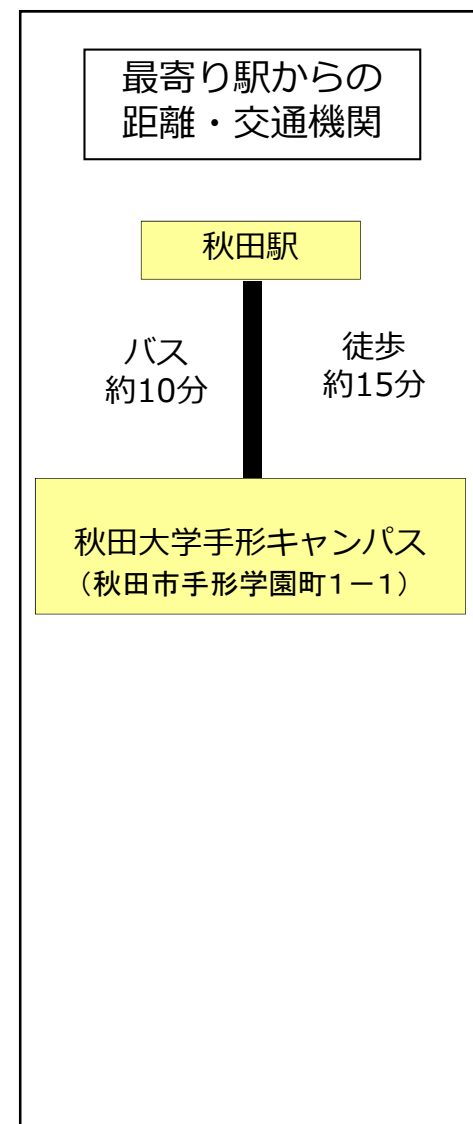 最寄り駅からの
距離・交通機関
秋田駅
バス
約10分
徒歩
約15分
秋田大学手形キャンパス
（秋田市手形学園町1－1）